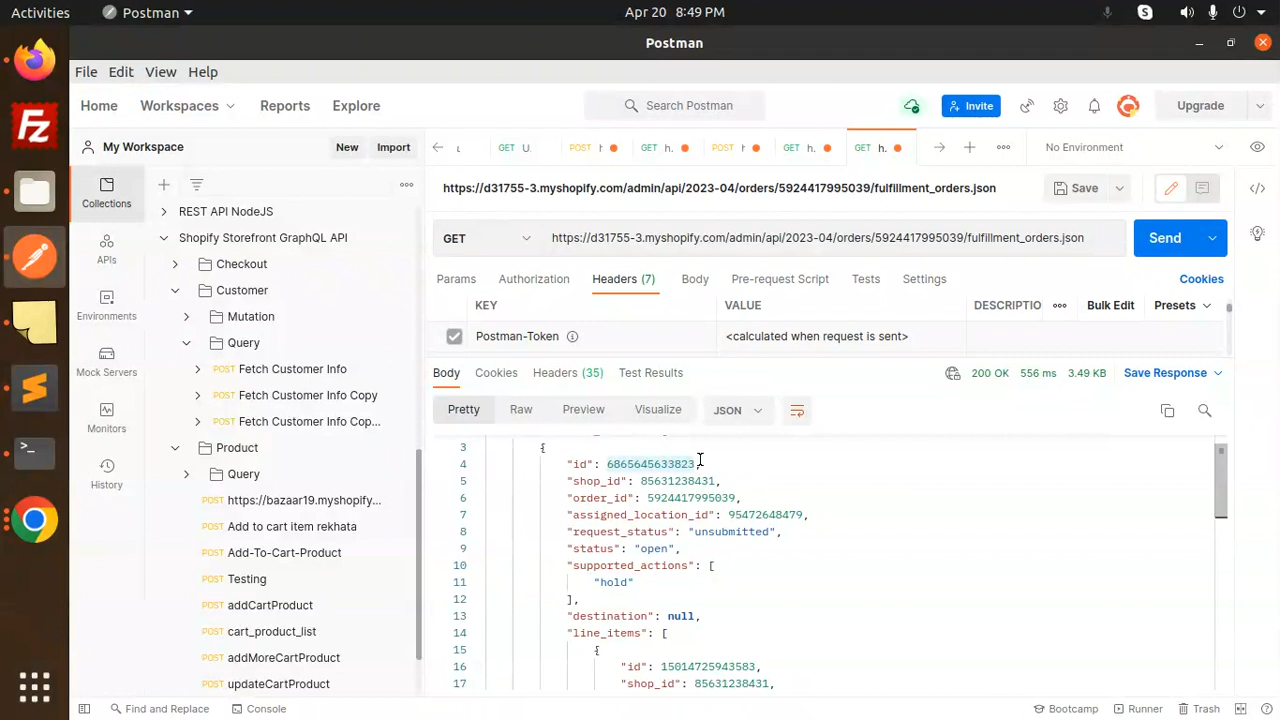 Activities
Postman
Apr 20 8:49 PM
Postman
File Edit View Help
Home Workspaces Reports Explore
Search Postman
Invite
Upgrade
My Workspace
New
Import
GET U.
POST h
GET h.
POST h
GET h.
GET h.
No Environment
Collections
APIs
Environments
Mock Servers
Monitors
History
REST API NodeJS
Shopify Storefront GraphQL API
Checkout
Customer
Mutation
Query
POST Fetch Customer Info
POST Fetch Customer Info Copy
POST Fetch Customer Info Cop...
Product
Query
POST https://bazaar19.myshopify...
POST Add to cart item rekhata
POST Add-To-Cart-Product
POST Testing
POST addCartProduct
POST cart_product_list
POST addMoreCartProduct
POST updateCartProduct
https://d31755-3.myshopify.com/admin/api/2023-04/orders/5924417995039/fulfillment_orders.json
Save
GET
https://d31755-3.myshopify.com/admin/api/2023-04/orders/5924417995039/fulfillment_orders.json
Send
Params Authorization Headers (7) Body Pre-request Script Tests Settings
Cookies
KEY VALUE DESCRIPTIO
Bulk Edit
Presets
Postman-Token
<calculated when request is sent>
Body Cookies Headers (35) Test Results
200 OK 556 ms 3.49 KB
Save Response
Pretty Raw Preview Visualize
JSON
3 {
4 "id": 6865645633823,
5 "shop_id": 85631238431,
6 "order_id": 5924417995039,
7 "assigned_location_id": 95472648479,
8 "request_status": "unsubmitted",
9 "status": "open",
10 "supported_actions": [
11 "hold"
12 ],
13 "destination": null,
14 "line_items": [
15 {
16 "id": 15014725943583,
17 "shop_id": 85631238431,
Find and Replace
Console
Bootcamp
Runner
Trash